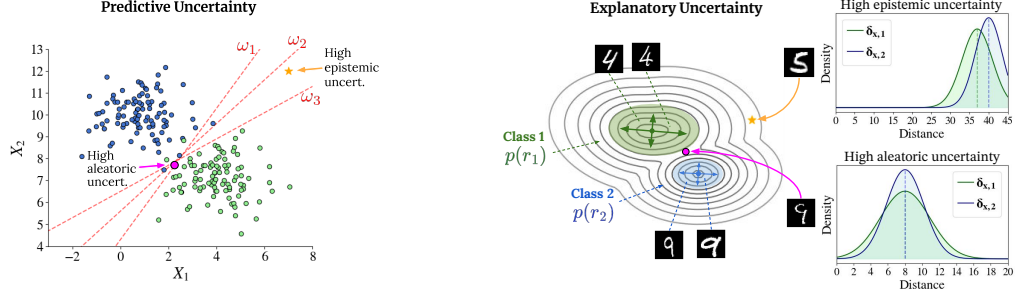 Predictive Uncertainty
13
12
11
10
9
8
7
6
5
4
X2
−2
0
2
4
6
8
X1
ω1
ω2
ω3
High
epistemic
uncert.
High
aleatoric
uncert.
Explanatory Uncertainty
4
4
5
Class 1
p(r1)
Class 2
p(r2)
9
9
9
High epistemic uncertainty
δx,1
δx,2
Density
0 5 10 15 20 25 30 35 40 45
Distance
High aleatoric uncertainty
δx,1
δx,2
Density
0 2 4 6 8 10 12 14 16 18 20
Distance